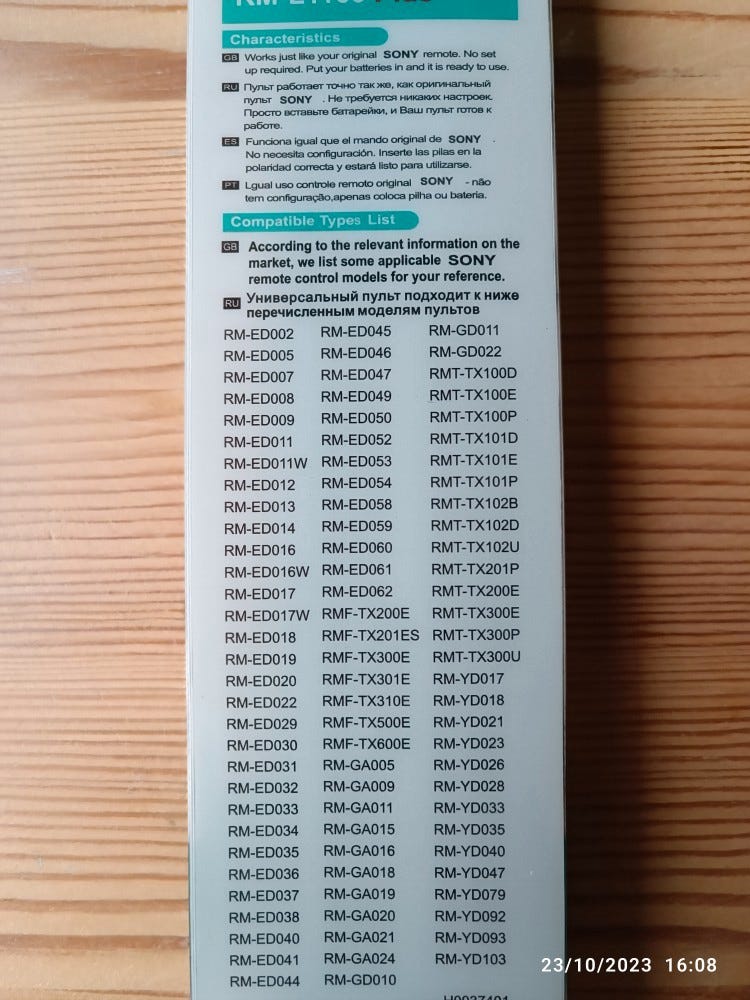 Characteristics
GB Works just like your original SONY remote. No set
up required. Put your batteries in and it is ready to use.
RU Пульт работает точно так же, как оригинальный
пульт SONY . Не требуется никаких настроек.
Просто вставьте батарейки, и Ваш пульт готов к
работе.
ES Funciona igual que el mando original de SONY .
No necesita configuración. Inserte las pilas en la
polaridad correcta y estará listo para utilizarse.
PT Lgual uso controle remoto original SONY - não
tem configuração,apenas coloca pilha ou bateria.
Compatible Types List
GB According to the relevant information on the
market, we list some applicable SONY
remote control models for your reference.
RU Универсальный пульт подходит к ниже
перечисленным моделям пультов
RM-ED002 RM-ED045 RM-GD011
RM-ED005 RM-ED046 RM-GD022
RM-ED007 RM-ED047 RMT-TX100D
RM-ED008 RM-ED049 RMT-TX100E
RM-ED009 RM-ED050 RMT-TX100P
RM-ED011 RM-ED052 RMT-TX101D
RM-ED011W RM-ED053 RMT-TX101E
RM-ED012 RM-ED054 RMT-TX101P
RM-ED013 RM-ED058 RMT-TX102B
RM-ED014 RM-ED059 RMT-TX102D
RM-ED016 RM-ED060 RMT-TX102U
RM-ED016W RM-ED061 RMT-TX201P
RM-ED017 RM-ED062 RMT-TX200E
RM-ED017W RMF-TX200E RMT-TX300E
RM-ED018 RMF-TX201ES RMT-TX300P
RM-ED019 RMF-TX300E RMT-TX300U
RM-ED020 RMF-TX301E RM-YD017
RM-ED022 RMF-TX310E RM-YD018
RM-ED029 RMF-TX500E RM-YD021
RM-ED030 RMF-TX600E RM-YD023
RM-ED031 RM-GA005 RM-YD026
RM-ED032 RM-GA009 RM-YD028
RM-ED033 RM-GA011 RM-YD033
RM-ED034 RM-GA015 RM-YD035
RM-ED035 RM-GA016 RM-YD040
RM-ED036 RM-GA018 RM-YD047
RM-ED037 RM-GA019 RM-YD079
RM-ED038 RM-GA020 RM-YD092
RM-ED040 RM-GA021 RM-YD093
RM-ED041 RM-GA024 RM-YD103
RM-ED044 RM-GD010
23/10/2023 16:08